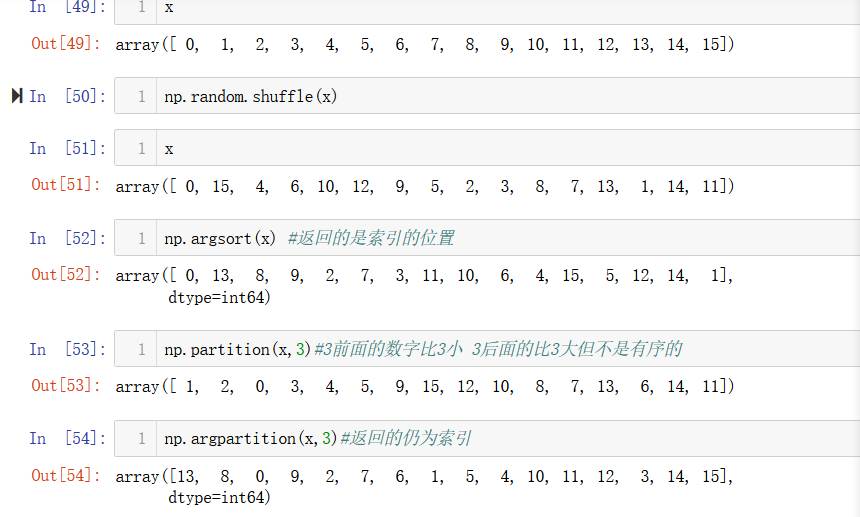 In [49]: 1 x
Out[49]: array([ 0, 1, 2, 3, 4, 5, 6, 7, 8, 9, 10, 11, 12, 13, 14, 15])
In [50]: 1 np.random.shuffle(x)
In [51]: 1 x
Out[51]: array([ 0, 15, 4, 6, 10, 12, 9, 5, 2, 3, 8, 7, 13, 1, 14, 11])
In [52]: 1 np.argsort(x) #返回的是索引的位置
Out[52]: array([ 0, 13, 8, 9, 2, 7, 3, 11, 10, 6, 4, 15, 5, 12, 14, 1],
dtype=int64)
In [53]: 1 np.partition(x,3)#3前面的数字比3小 3后面的比3大但不是有序的
Out[53]: array([ 1, 2, 0, 3, 4, 5, 9, 15, 12, 10, 8, 7, 13, 6, 14, 11])
In [54]: 1 np.argpartition(x,3)#返回的仍为索引
Out[54]: array([13, 8, 0, 9, 2, 7, 6, 1, 5, 4, 10, 11, 12, 3, 14, 15],
dtype=int64)